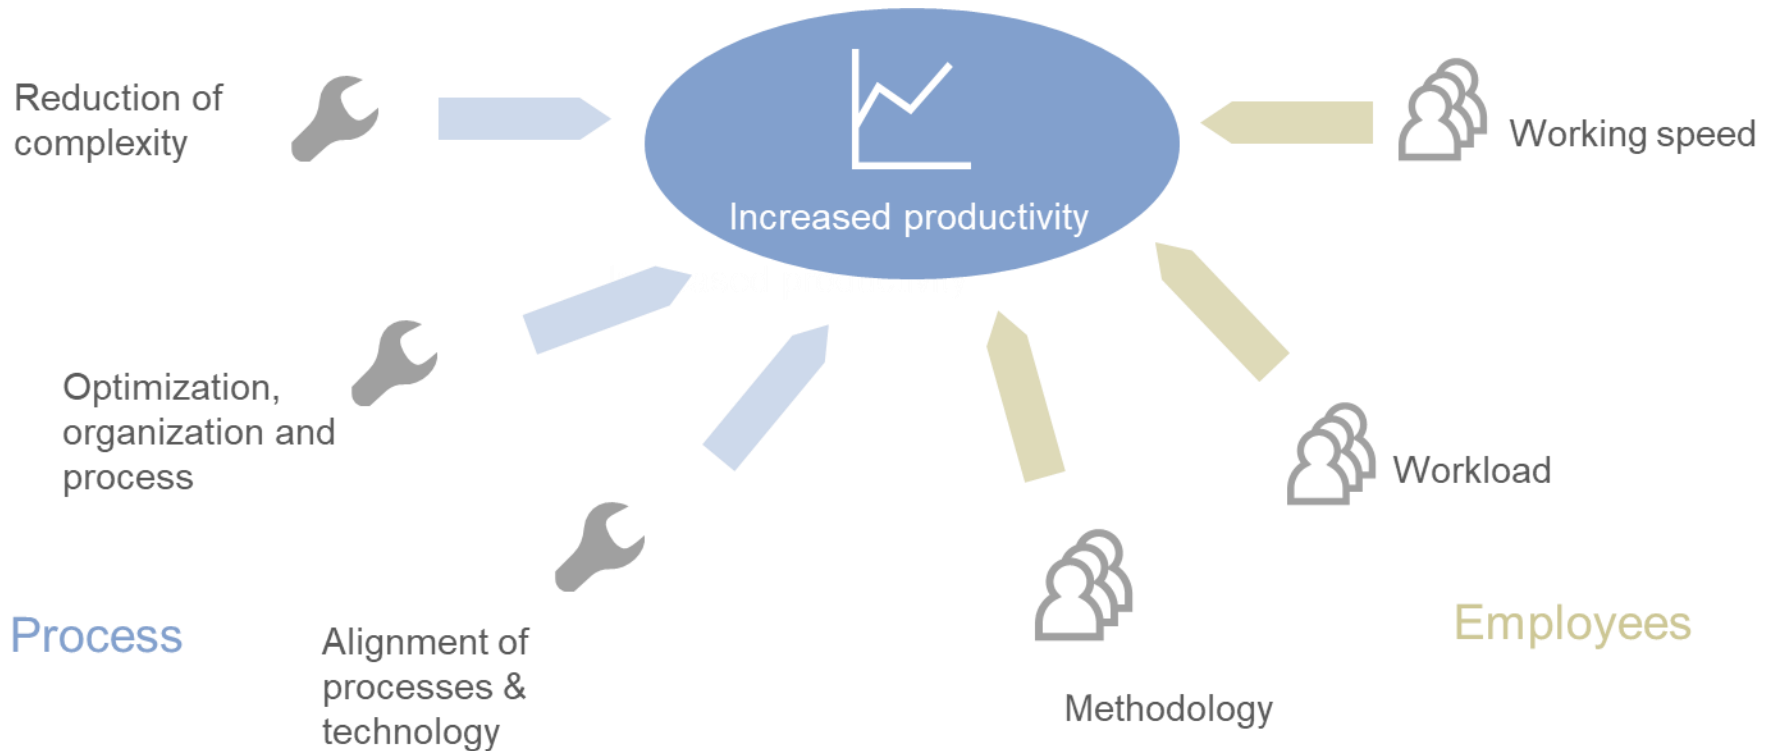 Reduction of
complexity
Increased productivity
Working speed
Optimization,
organization and
process
Workload
Process
Alignment of
processes &
technology
Methodology
Employees